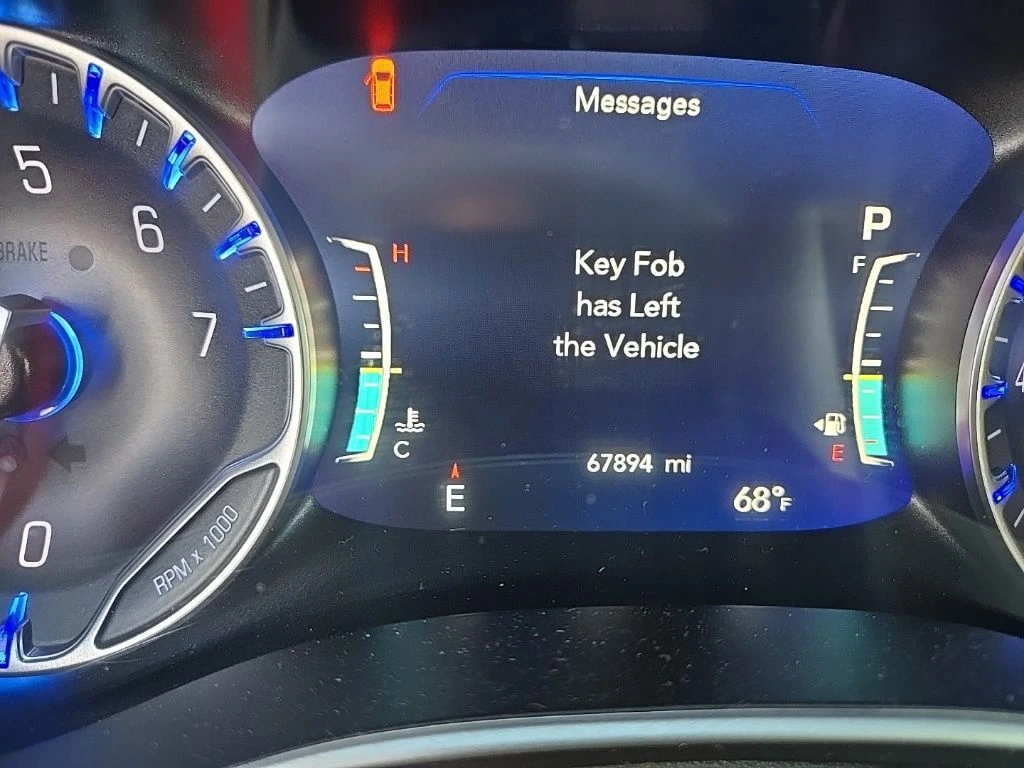 Messages
5
6
BRAKE
7
0
RPM x 1000
H
C
Key Fob
has Left
the Vehicle
P
F
E
67894 mi
E
68°F